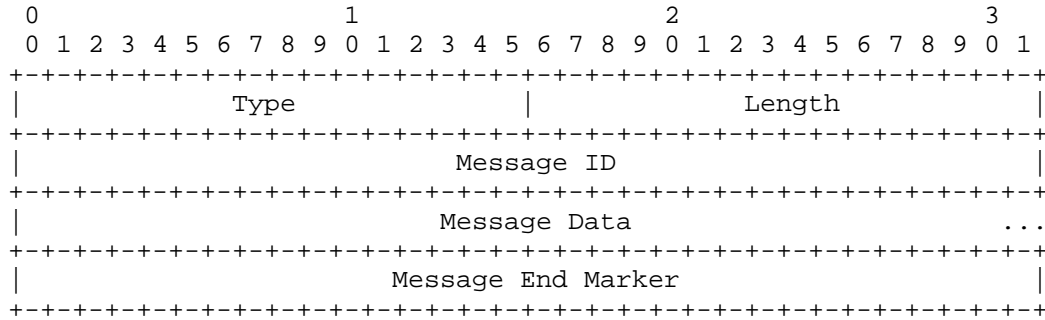 0                   1                   2                   3
 0 1 2 3 4 5 6 7 8 9 0 1 2 3 4 5 6 7 8 9 0 1 2 3 4 5 6 7 8 9 0 1
+-+-+-+-+-+-+-+-+-+-+-+-+-+-+-+-+-+-+-+-+-+-+-+-+-+-+-+-+-+-+-+-+
|             Type              |             Length            |
+-+-+-+-+-+-+-+-+-+-+-+-+-+-+-+-+-+-+-+-+-+-+-+-+-+-+-+-+-+-+-+-+
|                           Message ID                          |
+-+-+-+-+-+-+-+-+-+-+-+-+-+-+-+-+-+-+-+-+-+-+-+-+-+-+-+-+-+-+-+-+
|                          Message Data                       ...
+-+-+-+-+-+-+-+-+-+-+-+-+-+-+-+-+-+-+-+-+-+-+-+-+-+-+-+-+-+-+-+-+
|                       Message End Marker                      |
+-+-+-+-+-+-+-+-+-+-+-+-+-+-+-+-+-+-+-+-+-+-+-+-+-+-+-+-+-+-+-+-+